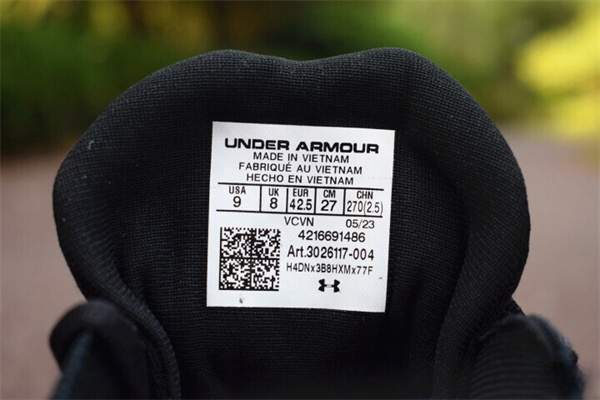 UNDER ARMOUR
MADE IN VIETNAM
FABRIQUÉ AU VIETNAM
HECHO EN VIETNAM
USA UK EUR CM CHN
9 8 42.5 27 270(2.5)
VCVN 05/23
4216691486
Art.3026117-004
H4DNx3B8HXMx77F